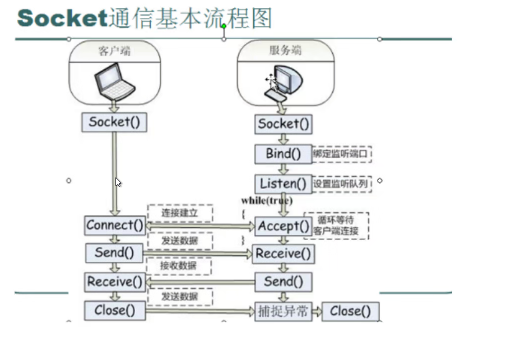 Socket通信基本流程图
客户端
服务端
Socket()
Socket()
Bind()
绑定监听端口
Listen()
设置监听队列
while(true)
{
连接建立
Connect()
Accept()
循环等待
客户端连接
发送数据
}
Send()
Receive()
接收数据
Receive()
Send()
发送数据
Close()
捕捉异常
Close()